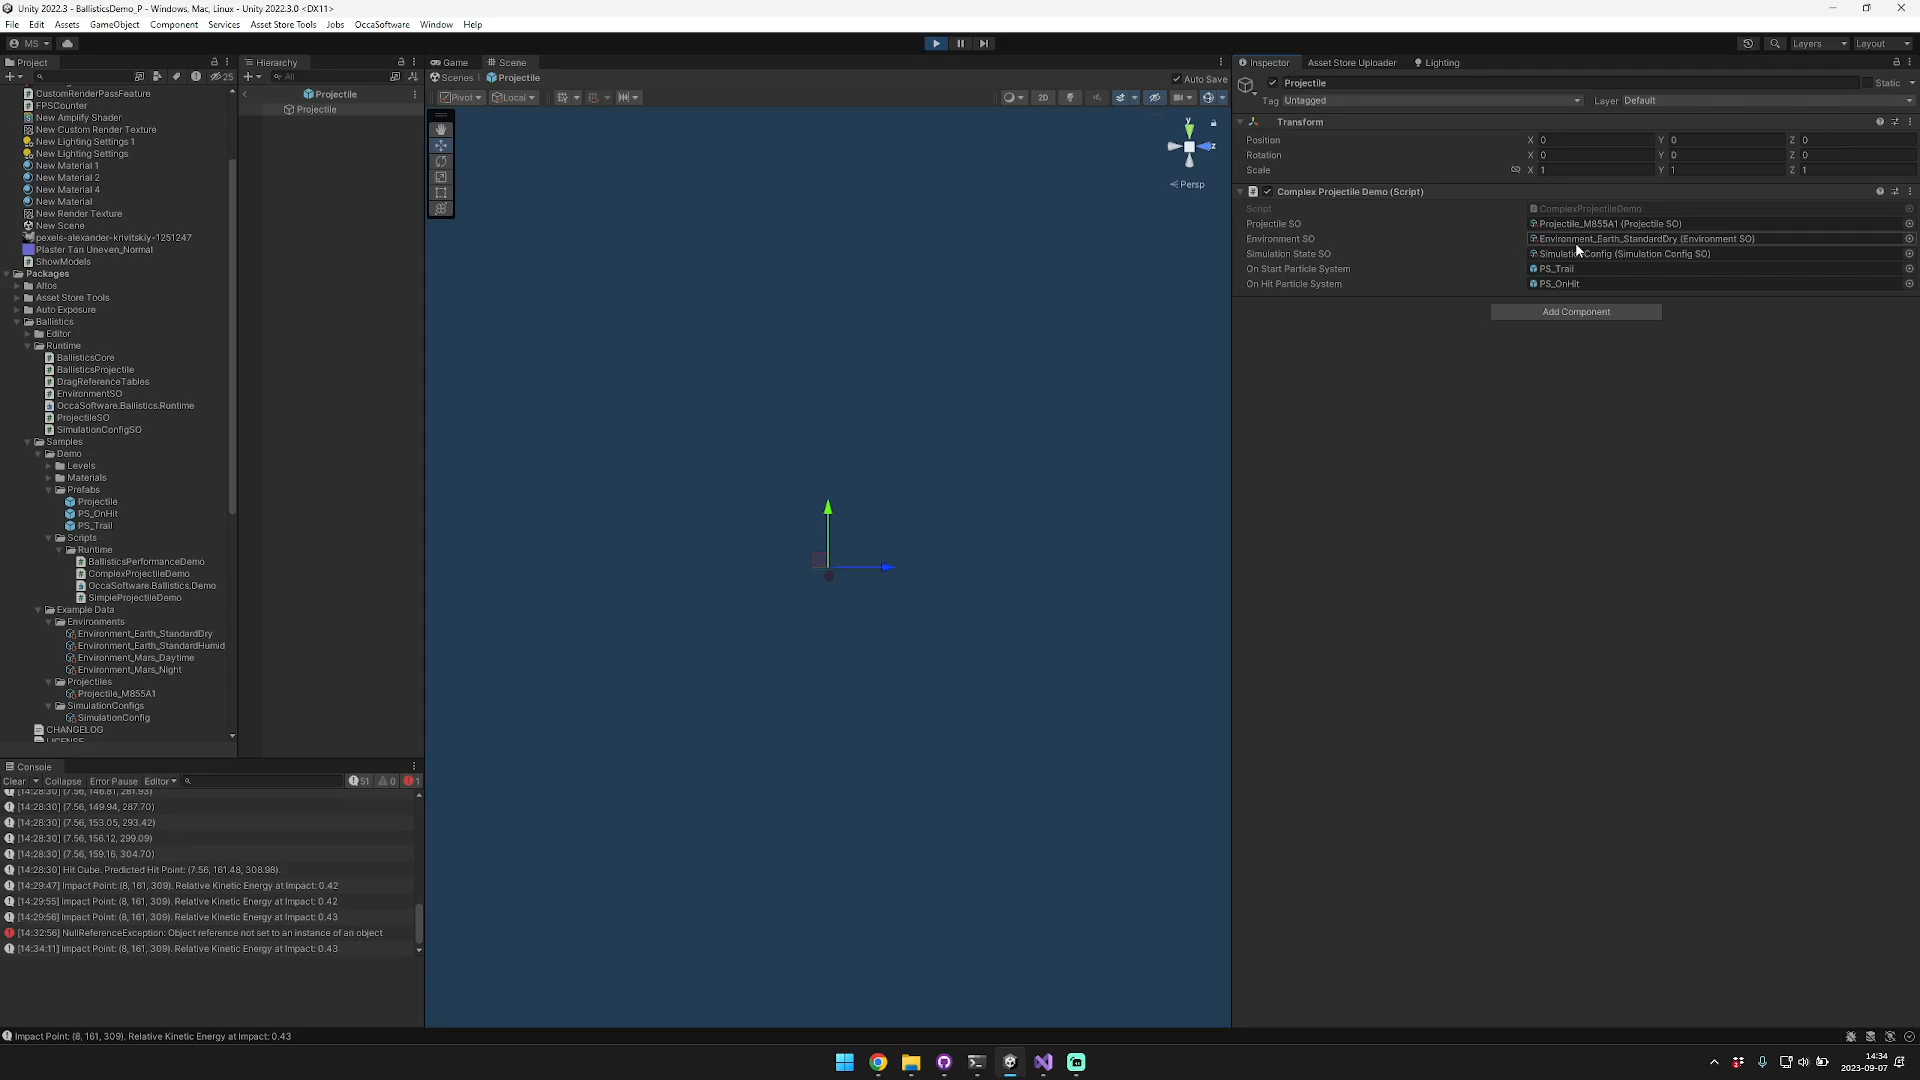 Unity 2022.3 - BallisticsDemo_P - Windows, Mac, Linux - Unity 2022.3.0 <DX11>
File Edit Assets GameObject Component Services Asset Store Tools Jobs OccaSoftware Window Help
MS
Layers
Layout
Project
25
CustomRenderPassFeature
FPSCounter
New Amplify Shader
New Custom Render Texture
New Lighting Settings 1
New Lighting Settings
New Material 1
New Material 2
New Material 4
New Material
New Render Texture
New Scene
pexels-alexander-krivitskiy-1251247
Plaster Tan Uneven_Normal
ShowModels
Packages
Altos
Asset Store Tools
Auto Exposure
Ballistics
Editor
Runtime
BallisticsCore
BallisticsProjectile
DragReferenceTables
EnvironmentSO
OccaSoftware.Ballistics.Runtime
ProjectileSO
SimulationConfigSO
Samples
Demo
Levels
Materials
Prefabs
Projectile
PS_OnHit
PS_Trail
Scripts
Runtime
BallisticsPerformanceDemo
ComplexProjectileDemo
OccaSoftware.Ballistics.Demo
SimpleProjectileDemo
Example Data
Environments
Environment_Earth_StandardDry
Environment_Earth_StandardHumid
Environment_Mars_Daytime
Environment_Mars_Night
Projectiles
Projectile_M855A1
SimulationConfigs
SimulationConfig
CHANGELOG
LICENSE
Hierarchy
All
Projectile
Projectile
Game Scene
Scenes Projectile
Auto Save
Pivot Local
2D
y
z
Persp
Inspector Asset Store Uploader Lighting
Projectile Static
Tag Untagged Layer Default
Transform
Position X 0 Y 0 Z 0
Rotation X 0 Y 0 Z 0
Scale X 1 Y 1 Z 1
Complex Projectile Demo (Script)
Script ComplexProjectileDemo
Projectile SO Projectile_M855A1 (Projectile SO)
Environment SO Environment_Earth_StandardDry (Environment SO)
Simulation State SO SimulationConfig (Simulation Config SO)
On Start Particle System PS_Trail
On Hit Particle System PS_OnHit
Add Component
Console
Clear Collapse Error Pause Editor 51 0 1
[14:28:30] (7.56, 146.81, 281.93)
[14:28:30] (7.56, 149.94, 287.70)
[14:28:30] (7.56, 153.05, 293.42)
[14:28:30] (7.56, 156.12, 299.09)
[14:28:30] (7.56, 159.16, 304.70)
[14:28:30] Hit Cube. Predicted Hit Point: (7.56, 161.48, 308.98).
[14:29:47] Impact Point: (8, 161, 309). Relative Kinetic Energy at Impact: 0.42
[14:29:55] Impact Point: (8, 161, 309). Relative Kinetic Energy at Impact: 0.42
[14:29:56] Impact Point: (8, 161, 309). Relative Kinetic Energy at Impact: 0.43
[14:32:56] NullReferenceException: Object reference not set to an instance of an object
[14:34:11] Impact Point: (8, 161, 309). Relative Kinetic Energy at Impact: 0.43
Impact Point: (8, 161, 309). Relative Kinetic Energy at Impact: 0.43
14:34
2023-09-07